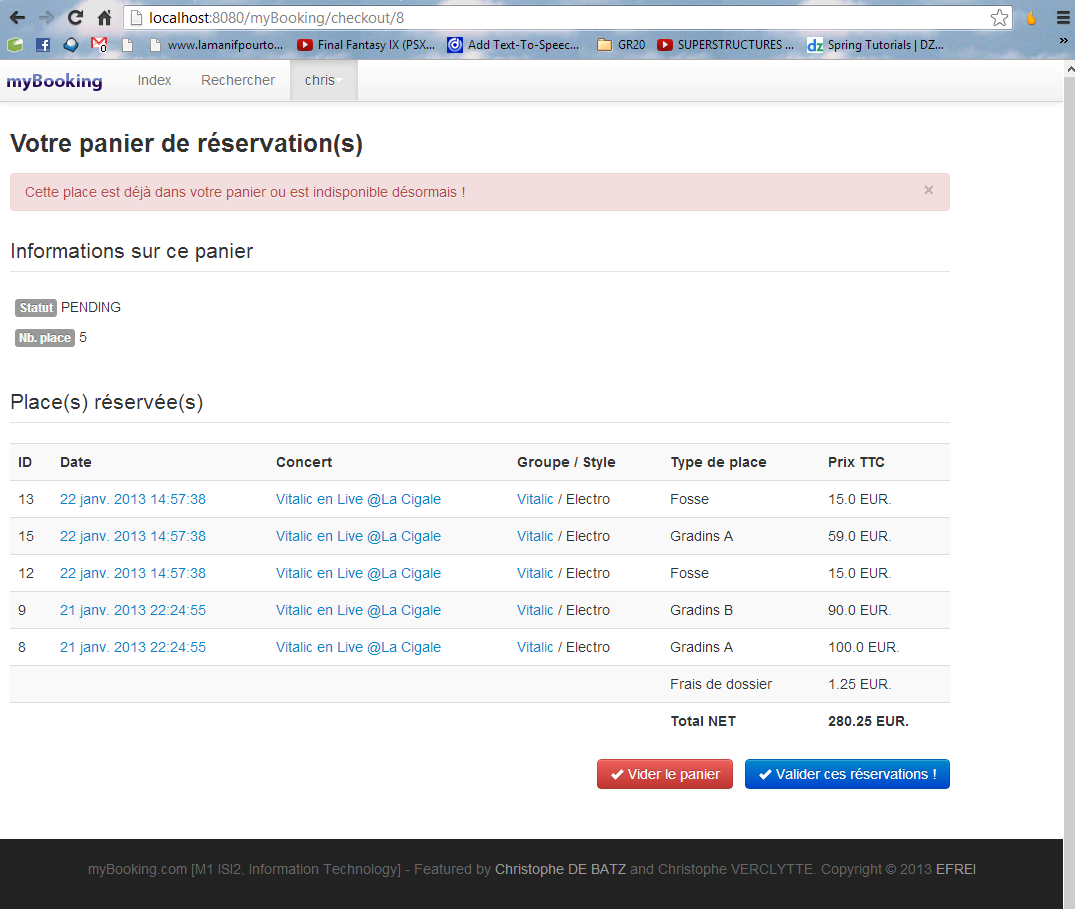 localhost:8080/myBooking/checkout/8
0 www.lamanifpourto... Final Fantasy IX (PSX... Add Text-To-Speec... GR20 SUPERSTRUCTURES ... dz Spring Tutorials | DZ... »
myBooking Index Rechercher chris
Votre panier de réservation(s)
Cette place est déjà dans votre panier ou est indisponible désormais ! ×
Informations sur ce panier
Statut PENDING
Nb. place 5
Place(s) réservée(s)
ID Date Concert Groupe / Style Type de place Prix TTC
13 22 janv. 2013 14:57:38 Vitalic en Live @La Cigale Vitalic / Electro Fosse 15.0 EUR.
15 22 janv. 2013 14:57:38 Vitalic en Live @La Cigale Vitalic / Electro Gradins A 59.0 EUR.
12 22 janv. 2013 14:57:38 Vitalic en Live @La Cigale Vitalic / Electro Fosse 15.0 EUR.
9 21 janv. 2013 22:24:55 Vitalic en Live @La Cigale Vitalic / Electro Gradins B 90.0 EUR.
8 21 janv. 2013 22:24:55 Vitalic en Live @La Cigale Vitalic / Electro Gradins A 100.0 EUR.
Frais de dossier 1.25 EUR.
Total NET 280.25 EUR.
Vider le panier Valider ces réservations !
myBooking.com [M1 ISI2, Information Technology] - Featured by Christophe DE BATZ and Christophe VERCLYTTE. Copyright © 2013 EFREI